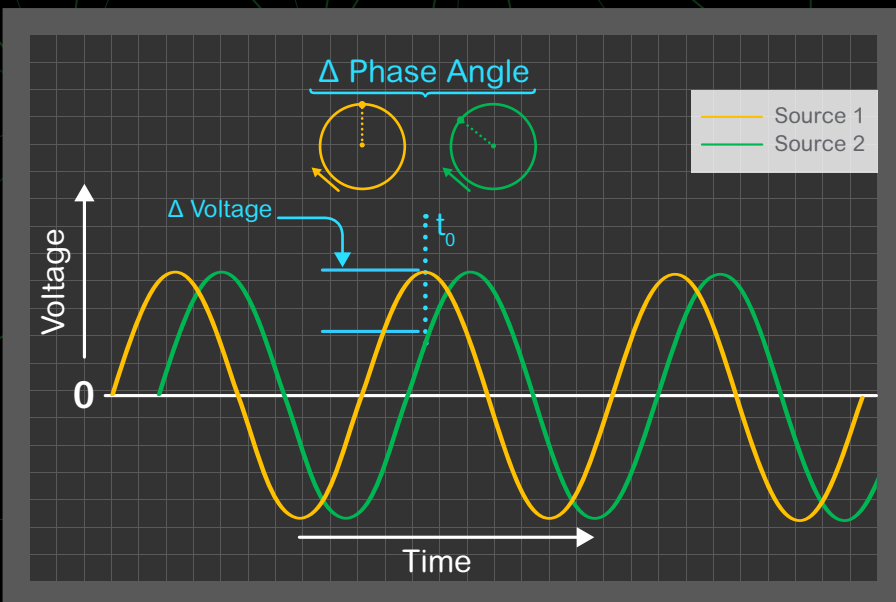 Δ Phase Angle
Source 1
Source 2
Δ Voltage
t₀
Voltage
0
Time